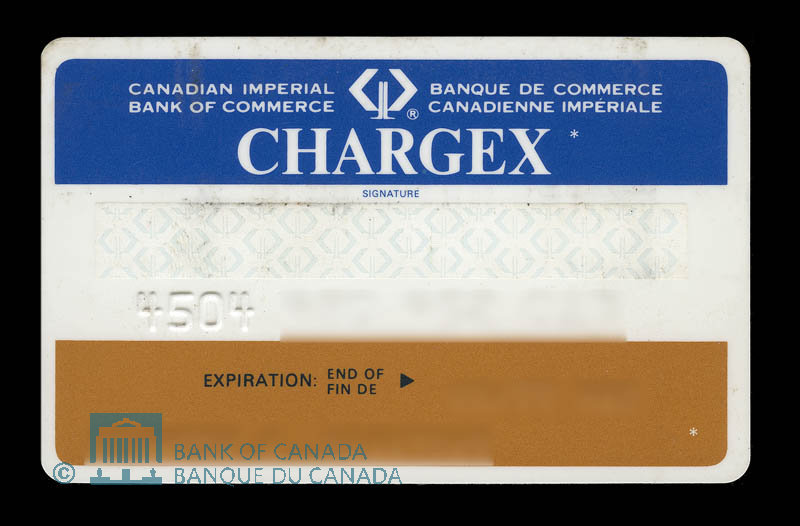 CANADIAN IMPERIAL
BANK OF COMMERCE
BANQUE DE COMMERCE
CANADIENNE IMPÉRIALE
®
CHARGEX *
SIGNATURE
4504
EXPIRATION: END OF
FIN DE
*
© BANK OF CANADA
BANQUE DU CANADA